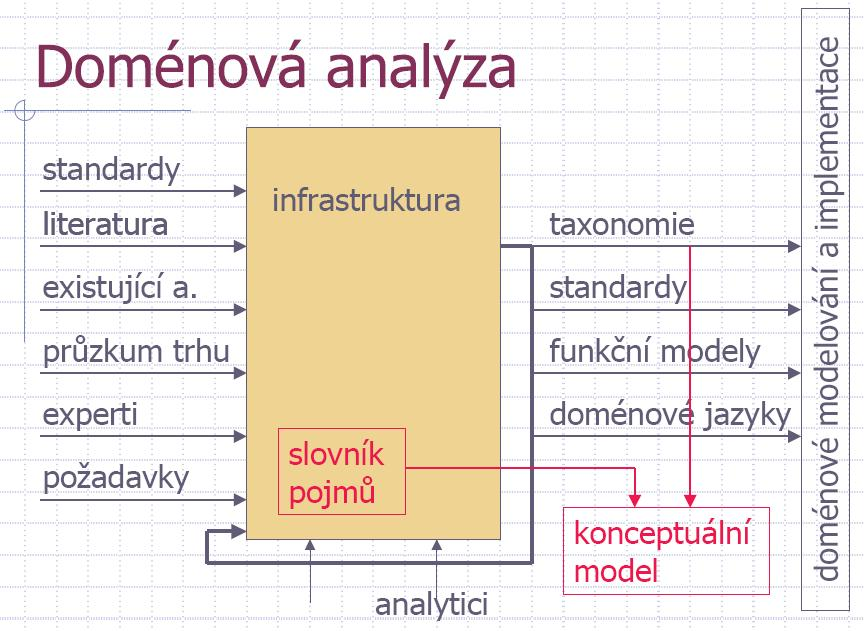 Doménová analýza
standardy
literatura
existující a.
průzkum trhu
experti
požadavky
infrastruktura
slovník
pojmů
analytici
taxonomie
standardy
funkční modely
doménové jazyky
konceptuální
model
doménové modelování a implementace